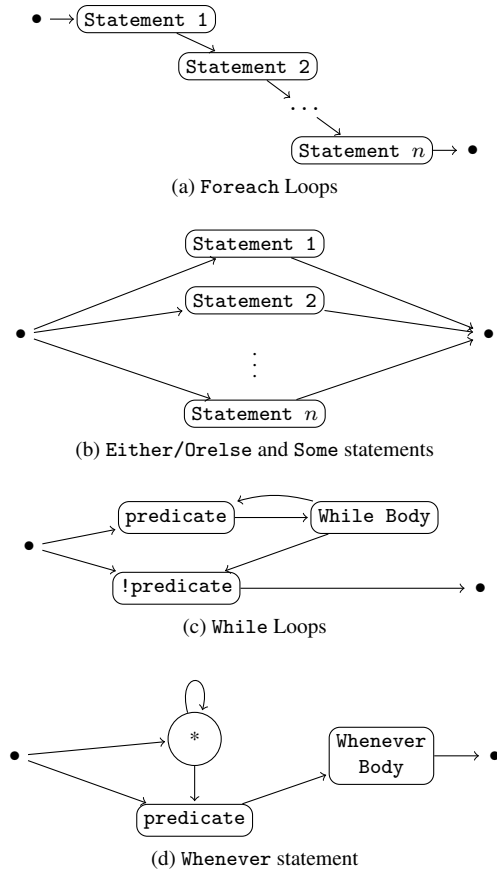 Statement 1
Statement 2
...
Statement n
(a) Foreach Loops
Statement 1
Statement 2
⋮
Statement n
(b) Either/Orelse and Some statements
predicate
While Body
!predicate
(c) While Loops
*
Whenever
Body
predicate
(d) Whenever statement